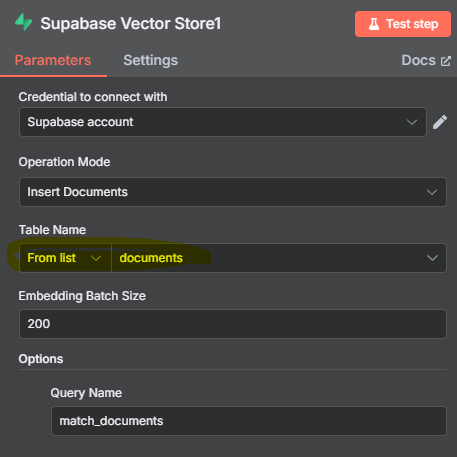 Supabase Vector Store1
Test step
Parameters Settings Docs
Credential to connect with
Supabase account
Operation Mode
Insert Documents
Table Name
From list documents
Embedding Batch Size
200
Options
Query Name
match_documents